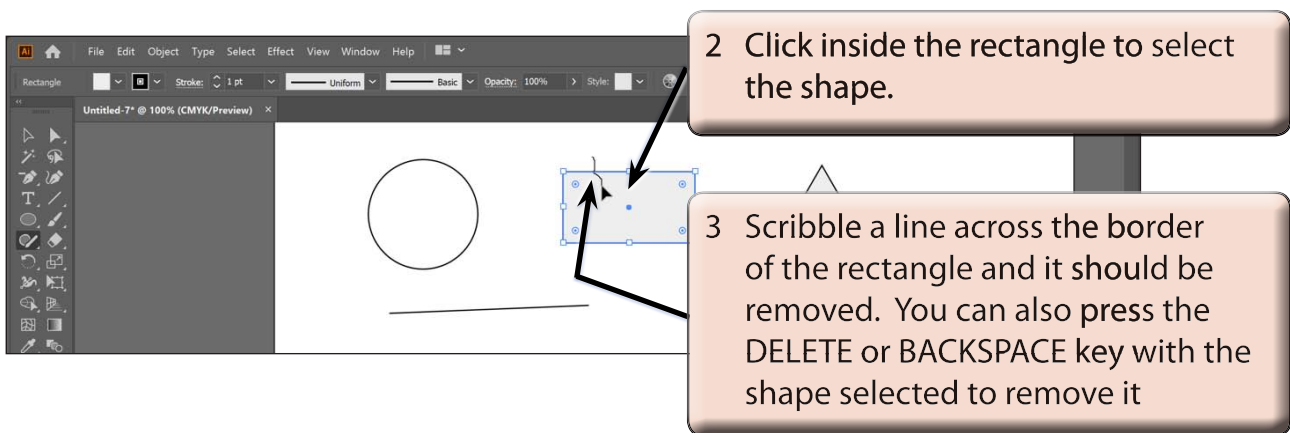 Ai File Edit Object Type Select Effect View Window Help
Rectangle Stroke: 1 pt Uniform Basic Opacity: 100% Style:
Untitled-7* @ 100% (CMYK/Preview) ×
2 Click inside the rectangle to select
the shape.
3 Scribble a line across the border
of the rectangle and it should be
removed. You can also press the
DELETE or BACKSPACE key with the
shape selected to remove it